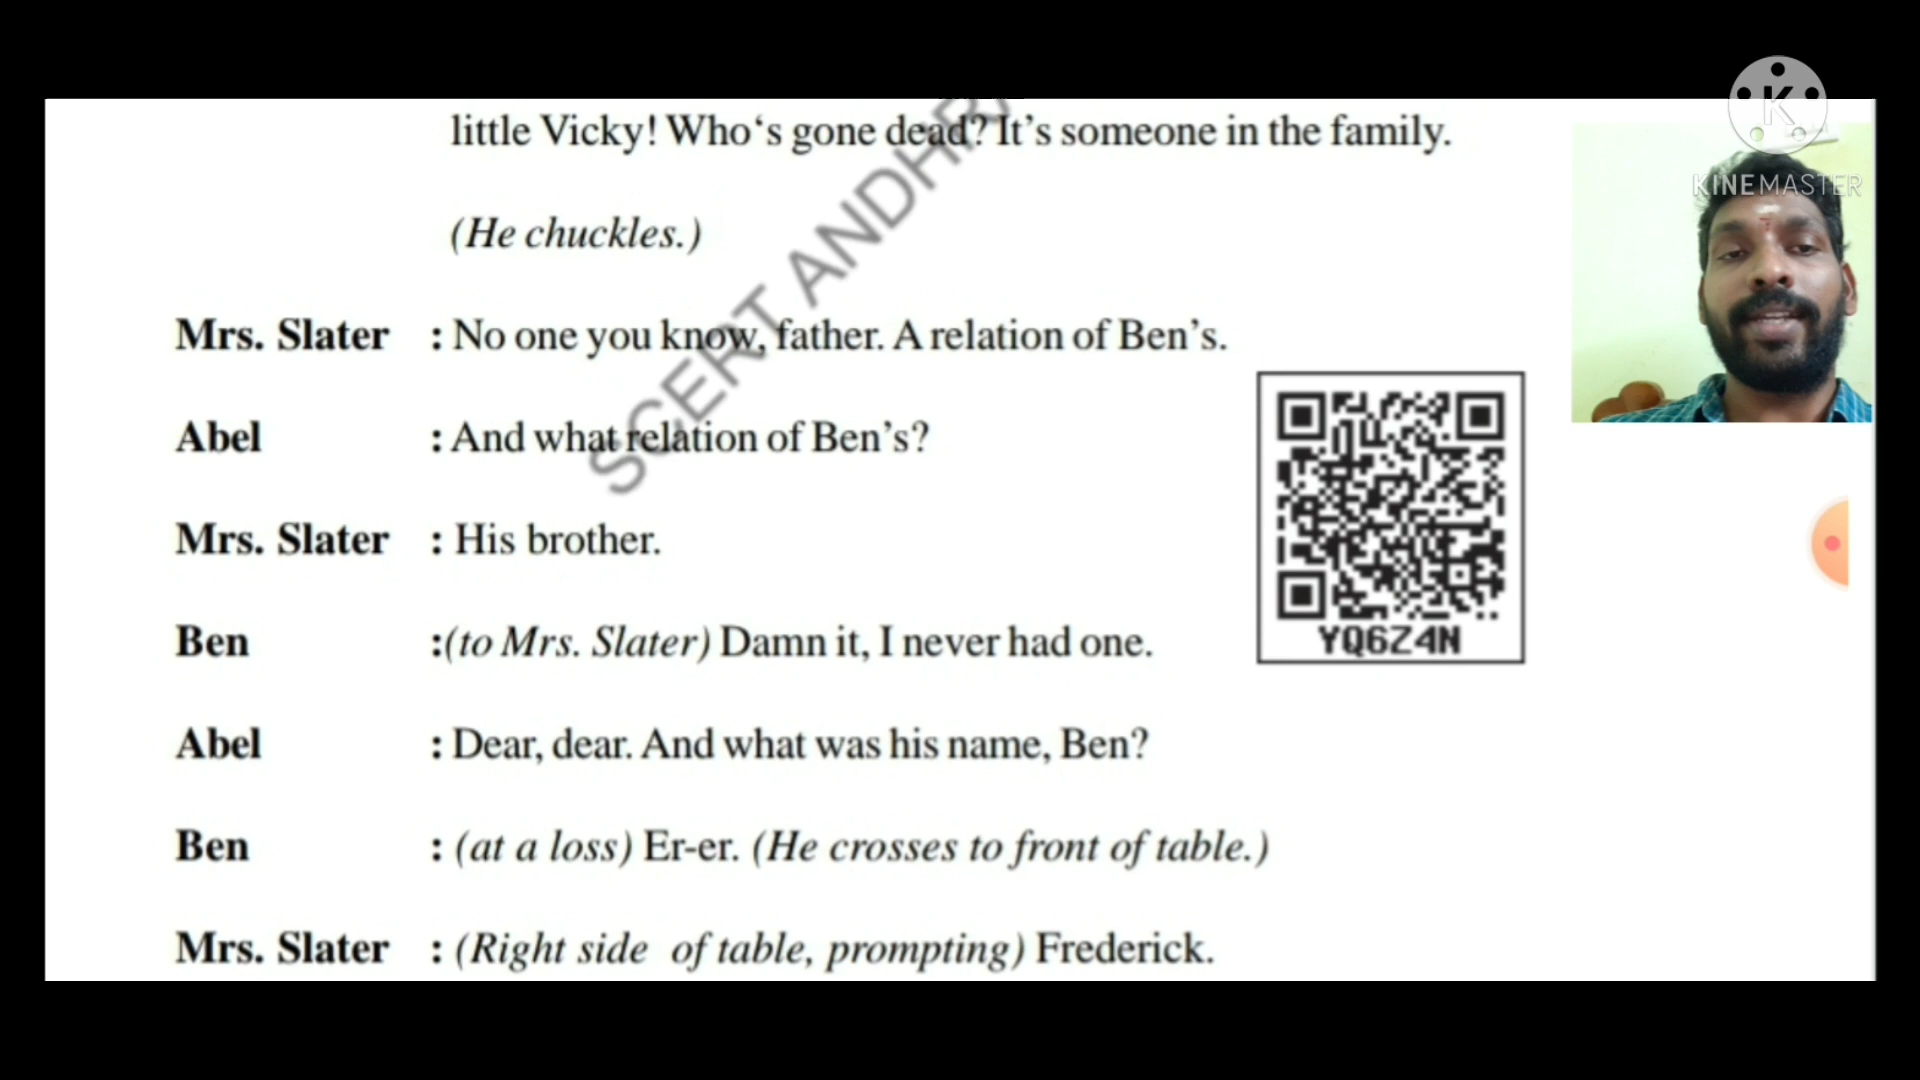 little Vicky! Who‘s gone dead? It’s someone in the family.
(He chuckles.)
Mrs. Slater : No one you know, father. A relation of Ben’s.
Abel : And what relation of Ben’s?
Mrs. Slater : His brother.
Ben :(to Mrs. Slater) Damn it, I never had one.
Abel : Dear, dear. And what was his name, Ben?
Ben : (at a loss) Er-er. (He crosses to front of table.)
Mrs. Slater : (Right side of table, prompting) Frederick.
SCERT ANDHRA
YQ6Z4N
K
KINEMASTER